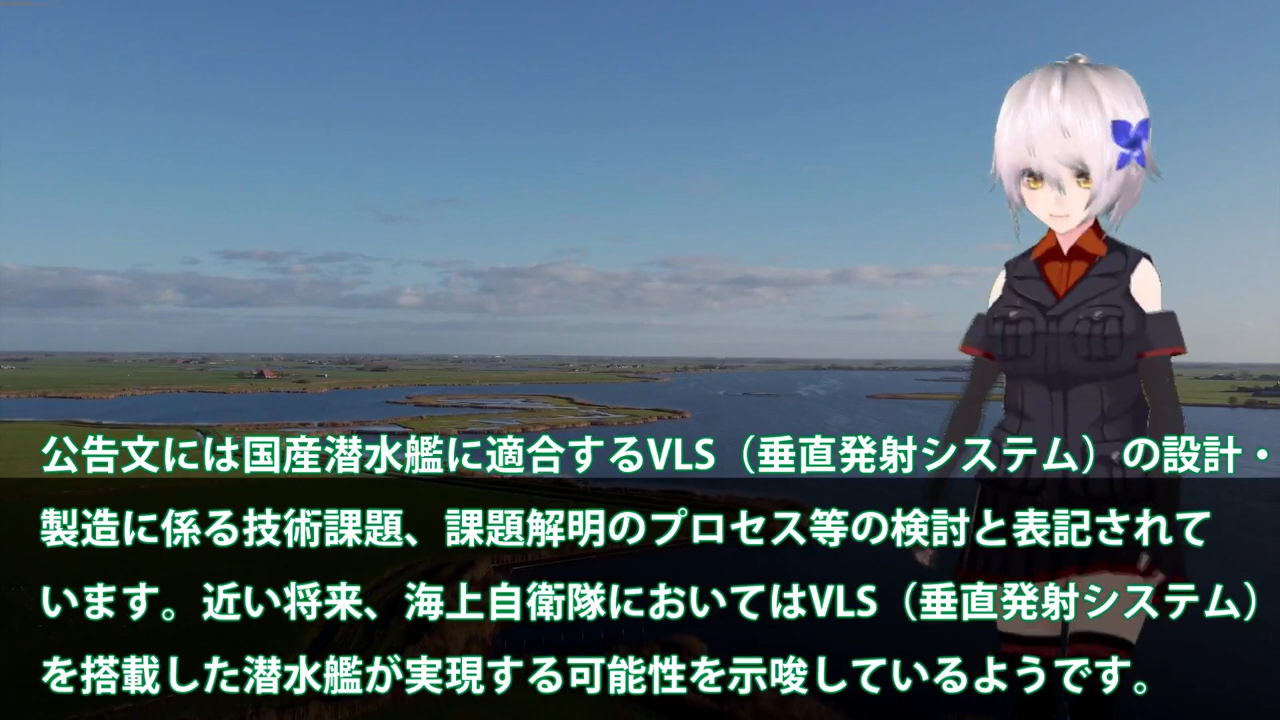 公告文には国産潜水艦に適合するVLS（垂直発射システム）の設計・
製造に係る技術課題、課題解明のプロセス等の検討と表記されて
います。近い将来、海上自衛隊においてはVLS（垂直発射システム）
を搭載した潜水艦が実現する可能性を示唆しているようです。